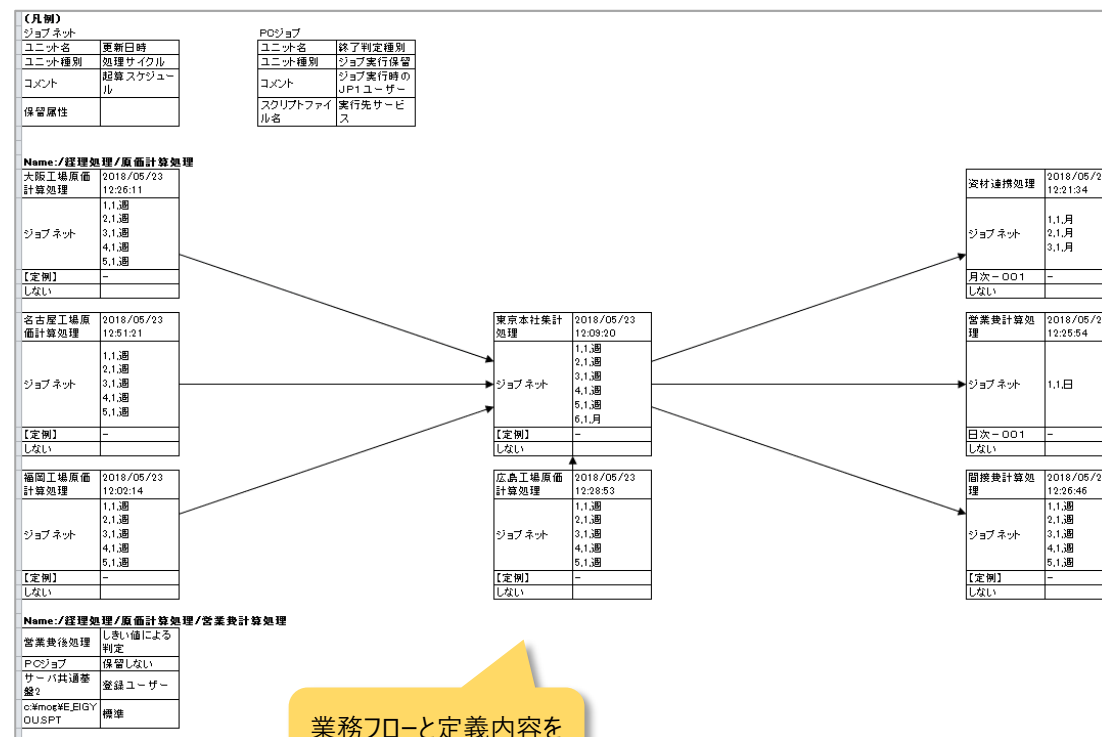 (凡例)
ジョブネット
ユニット名 更新日時
ユニット種別 処理サイクル
コメント 起算スケジュー
ル
保留属性
PCジョブ
ユニット名 終了判定種別
ユニット種別 ジョブ実行保留
コメント ジョブ実行時の
JP1ユーザー
スクリプトファイ 実行先サービ
ル名 ス
Name:/経理処理/原価計算処理
大阪工場原価 2018/05/23
計算処理 12:26:11
ジョブネット
1,1,週
2,1,週
3,1,週
4,1,週
5,1,週
【定例】 -
しない
資材連携処理
2018/05/2
12:21:34
ジョブネット
1,1,月
2,1,月
3,1,月
月次-001 -
しない
名古屋工場原 2018/05/23
価計算処理 12:51:21
ジョブネット
1,1,週
2,1,週
3,1,週
4,1,週
5,1,週
【定例】 -
しない
東京本社集計 2018/05/23
処理 12:09:20
ジョブネット
1,1,週
2,1,週
3,1,週
4,1,週
5,1,週
6,1,月
【定例】 -
しない
営業費計算処 2018/05/2
理 12:25:54
ジョブネット 1,1,日
日次-001 -
しない
福岡工場原価 2018/05/23
計算処理 12:02:14
ジョブネット
1,1,週
2,1,週
3,1,週
4,1,週
5,1,週
【定例】 -
しない
広島工場原価 2018/05/23
計算処理 12:28:53
ジョブネット
1,1,週
2,1,週
3,1,週
4,1,週
5,1,週
【定例】 -
しない
間接費計算処 2018/05/2
理 12:26:46
ジョブネット
1,1,週
2,1,週
3,1,週
4,1,週
5,1,週
【定例】 -
しない
Name:/経理処理/原価計算処理/営業費計算処理
営業費後処理 しきい値による
判定
PCジョブ 保留しない
サーバ共通基 登録ユーザー
盤2
c:¥mog¥E_EIGY 標準
OU.SPT
業務フローと定義内容を